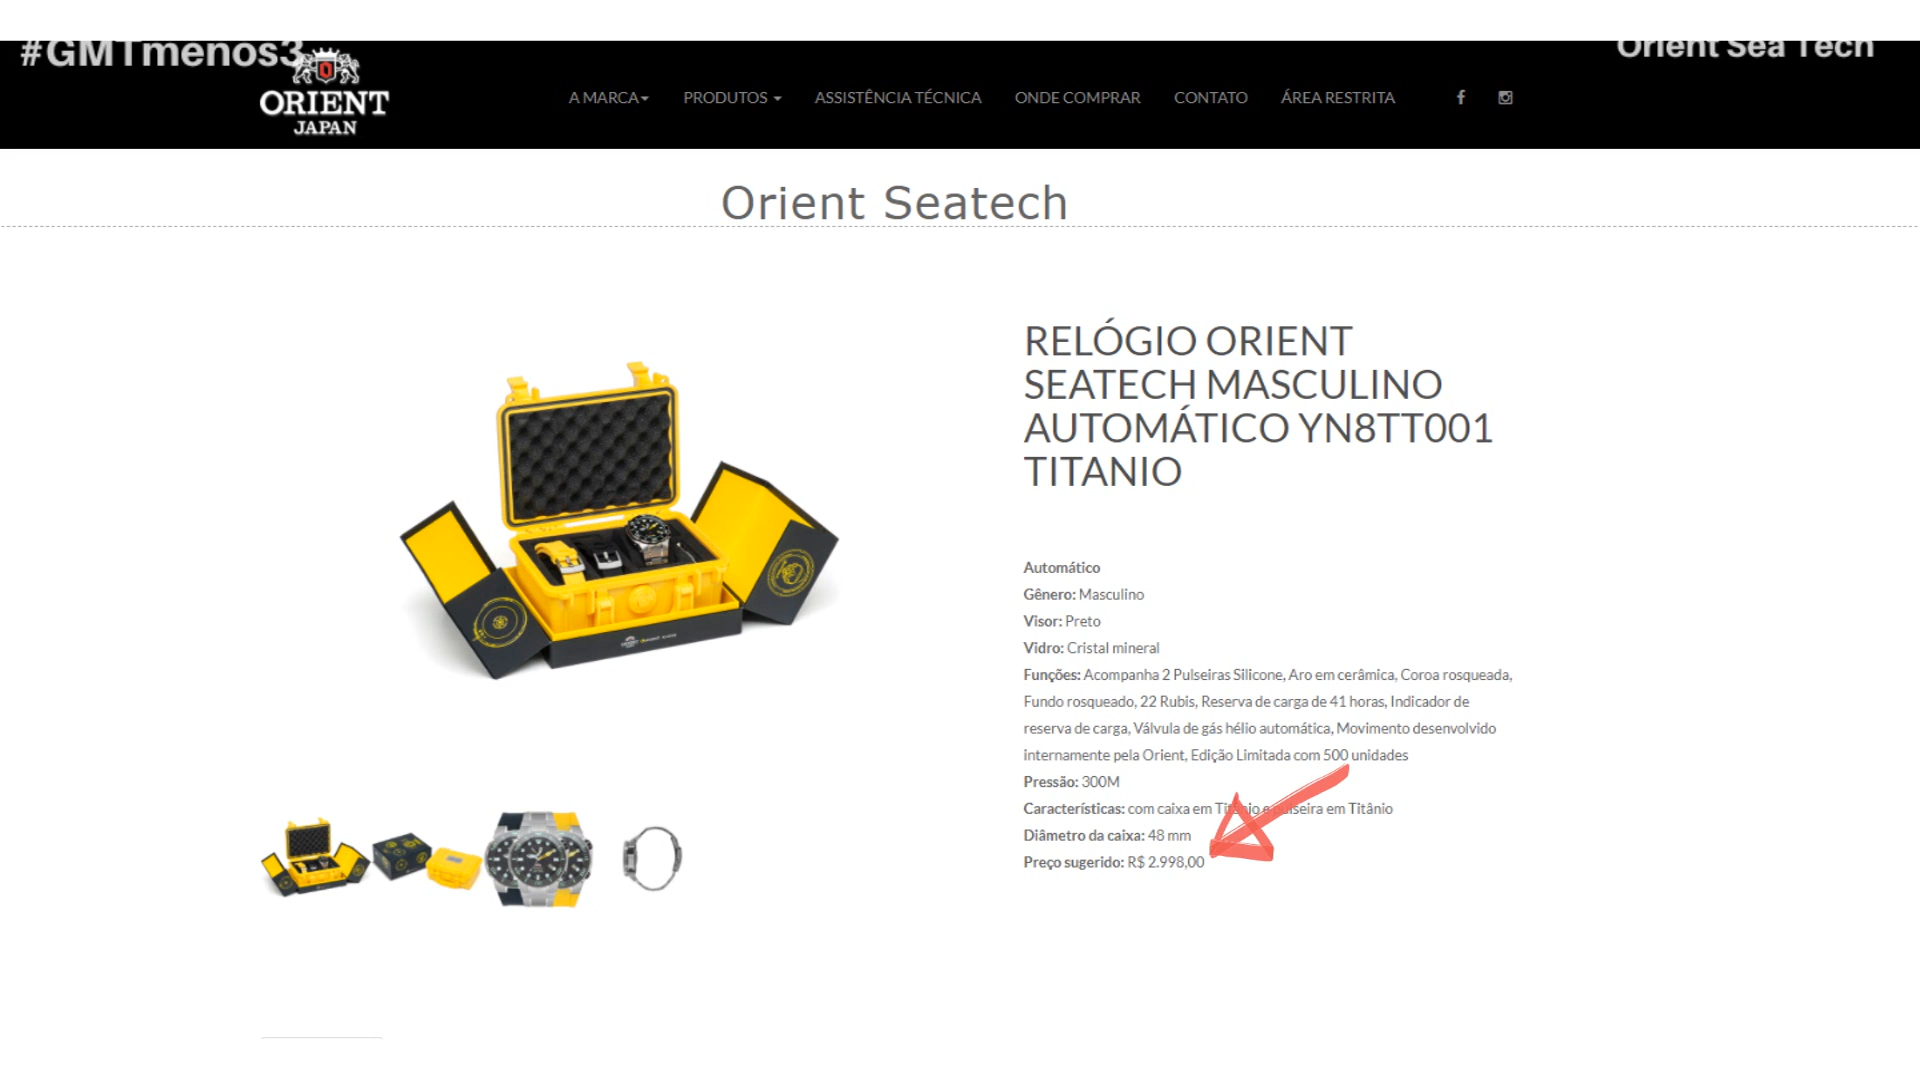 #GMTmenos3
Orient Sea Tech
ORIENT
JAPAN
A MARCA
PRODUTOS
ASSISTÊNCIA TÉCNICA
ONDE COMPRAR
CONTATO
ÁREA RESTRITA
Orient Seatech
RELÓGIO ORIENT
SEATECH MASCULINO
AUTOMÁTICO YN8TT001
TITANIO
Automático
Gênero: Masculino
Visor: Preto
Vidro: Cristal mineral
Funções: Acompanha 2 Pulseiras Silicone, Aro em cerâmica, Coroa rosqueada,
Fundo rosqueado, 22 Rubis, Reserva de carga de 41 horas, Indicador de
reserva de carga, Válvula de gás hélio automática, Movimento desenvolvido
internamente pela Orient, Edição Limitada com 500 unidades
Pressão: 300M
Características: com caixa em Titânio e pulseira em Titânio
Diâmetro da caixa: 48 mm
Preço sugerido: R$ 2.998,00
ORIENT